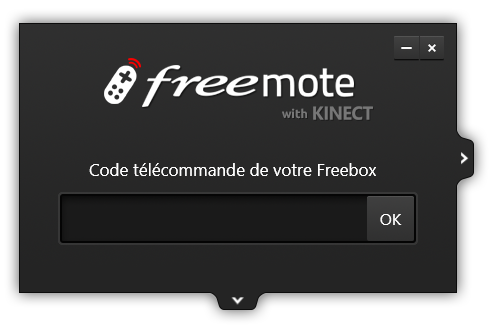 freemote
with KINECT
Code télécommande de votre Freebox
OK